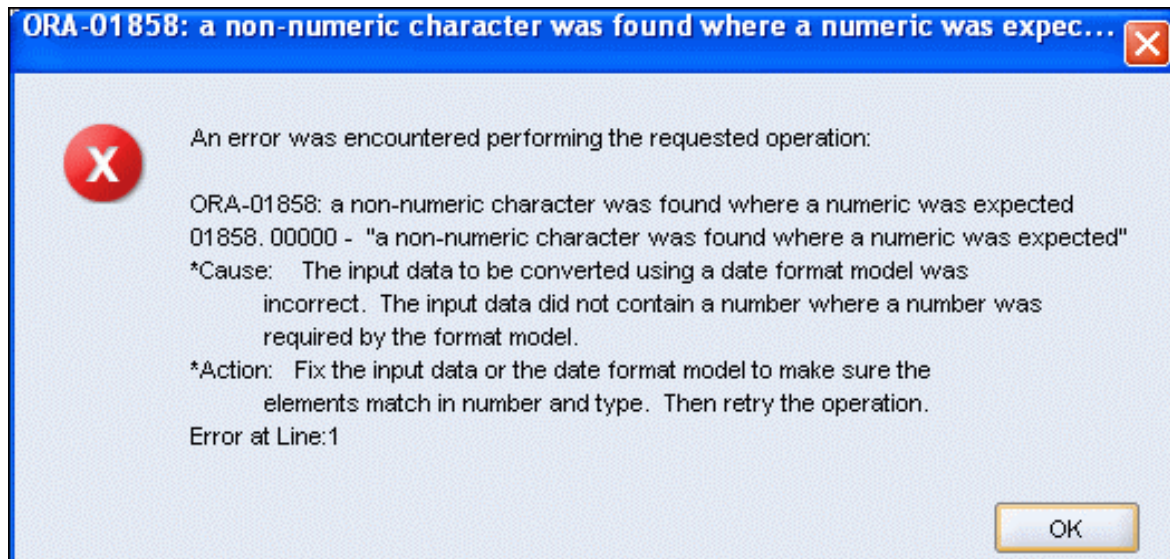 ORA-01858: a non-numeric character was found where a numeric was expec...
An error was encountered performing the requested operation:
ORA-01858: a non-numeric character was found where a numeric was expected
01858. 00000 - "a non-numeric character was found where a numeric was expected"
*Cause: The input data to be converted using a date format model was
incorrect. The input data did not contain a number where a number was
required by the format model.
*Action: Fix the input data or the date format model to make sure the
elements match in number and type. Then retry the operation.
Error at Line:1
OK